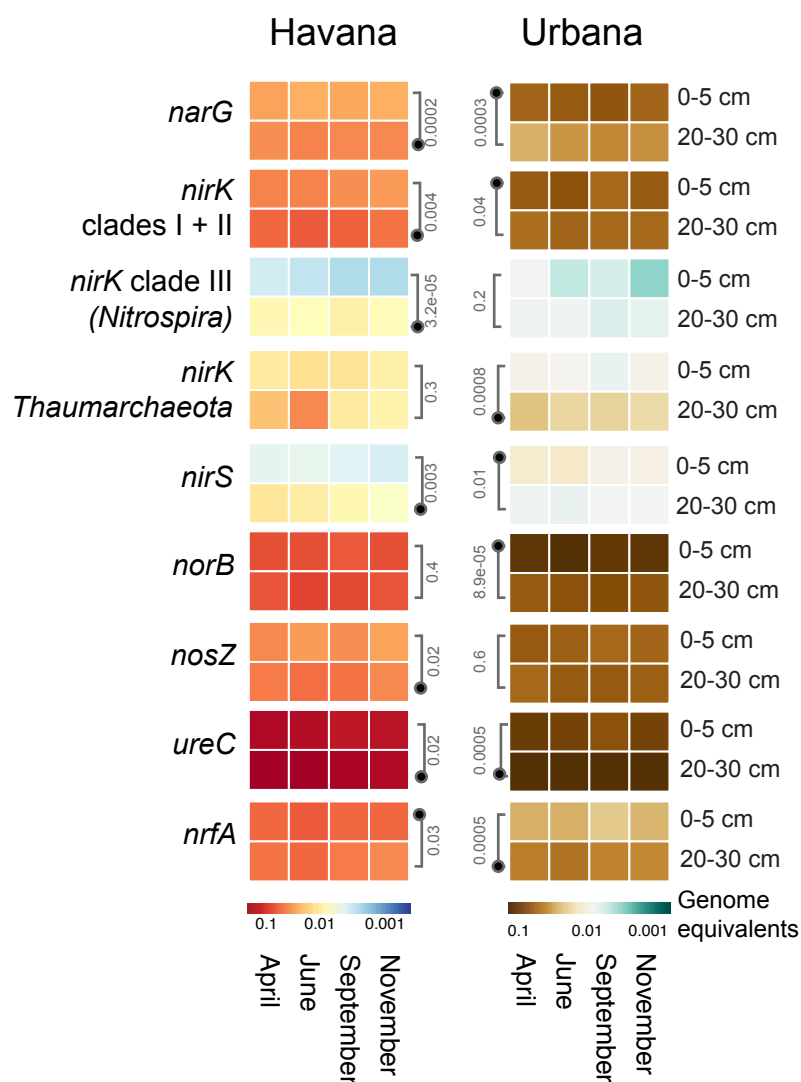 Havana Urbana
narG 0.0002 0.0003 0-5 cm
20-30 cm
nirK
clades I + II 0.004 0.04 0-5 cm
20-30 cm
nirK clade III
(Nitrospira) 3.2e-05 0.2 0-5 cm
20-30 cm
nirK
Thaumarchaeota 0.3 0.0008 0-5 cm
20-30 cm
nirS 0.003 0.01 0-5 cm
20-30 cm
norB 0.4 8.9e-05 0-5 cm
20-30 cm
nosZ 0.02 0.6 0-5 cm
20-30 cm
ureC 0.02 0.0005 0-5 cm
20-30 cm
nrfA 0.03 0.0005 0-5 cm
20-30 cm
0.1 0.01 0.001 0.1 0.01 0.001
Genome
equivalents
April
June
September
November
April
June
September
November